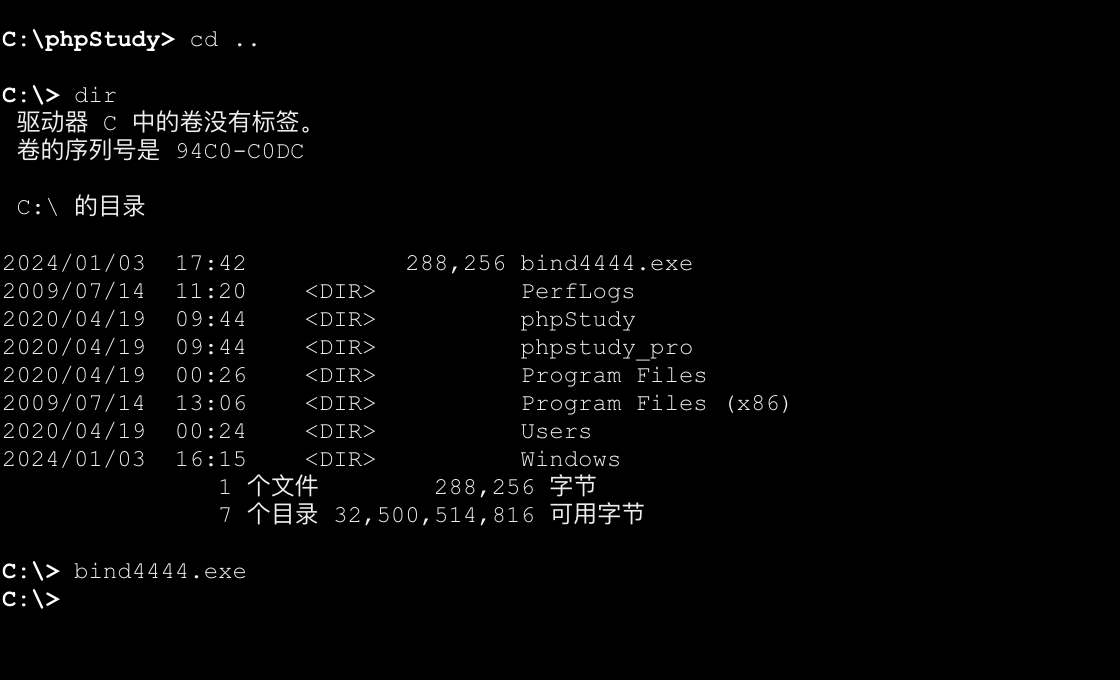 C:\phpStudy> cd ..
C:\> dir
驱动器 C 中的卷没有标签。
卷的序列号是 94C0-C0DC
C:\ 的目录
2024/01/03  17:42           288,256 bind4444.exe
2009/07/14  11:20    <DIR>          PerfLogs
2020/04/19  09:44    <DIR>          phpStudy
2020/04/19  09:44    <DIR>          phpstudy_pro
2020/04/19  00:26    <DIR>          Program Files
2009/07/14  13:06    <DIR>          Program Files (x86)
2020/04/19  00:24    <DIR>          Users
2024/01/03  16:15    <DIR>          Windows
1 个文件        288,256 字节
7 个目录 32,500,514,816 可用字节
C:\> bind4444.exe
C:\>